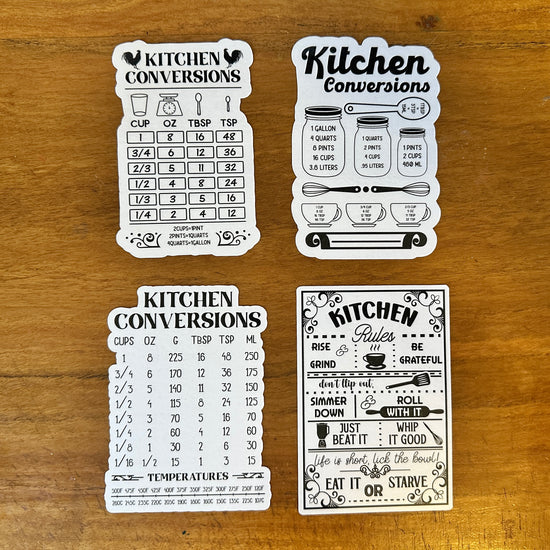 KITCHEN
CONVERSIONS
CUP OZ TBSP TSP
1 8 16 48
3/4 6 12 36
2/3 5 11 32
1/2 4 8 24
1/3 3 5 16
1/4 2 4 12
2CUPS=1PINT
2PINTS=1QUARTS
4QUARTS=1GALLON
Kitchen
Conversions
1 GALLON
4 QUARTS
8 PINTS
16 CUPS
3.8 LITERS
1 QUARTS
2 PINTS
4 CUPS
.95 LITERS
1 PINTS
2 CUPS
480 ML
KITCHEN
CONVERSIONS
CUPS OZ G TBSP TSP ML
1 8 225 16 48 250
3/4 6 170 12 36 175
2/3 5 140 11 32 150
1/2 4 115 8 24 125
1/3 3 70 5 16 70
1/4 2 60 4 12 60
1/8 1 30 2 6 30
1/16 1/2 15 1 3 15
TEMPERATURES
KITCHEN
Rules
RISE & GRIND
BE GRATEFUL
don't flip out,
SIMMER DOWN
& ROLL WITH IT
JUST BEAT IT
WHIP IT GOOD
life is short, lick the bowl!
EAT IT OR STARVE